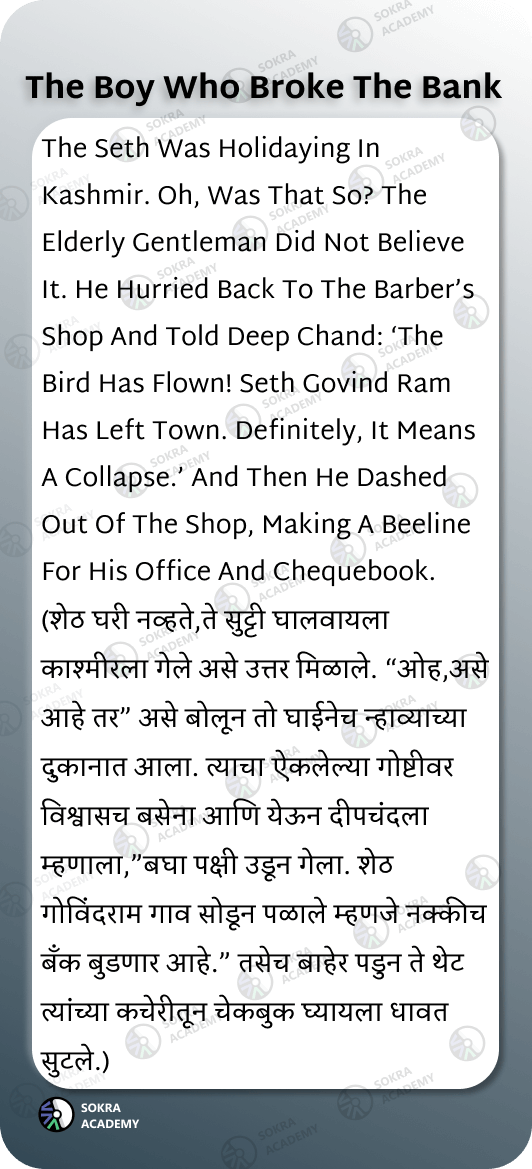 The Boy Who Broke The Bank
The Seth Was Holidaying In
Kashmir. Oh, Was That So? The
Elderly Gentleman Did Not Believe
It. He Hurried Back To The Barber’s
Shop And Told Deep Chand: ‘The
Bird Has Flown! Seth Govind Ram
Has Left Town. Definitely, It Means
A Collapse.’ And Then He Dashed
Out Of The Shop, Making A Beeline
For His Office And Chequebook.
(शेठ घरी नव्हते,ते सुट्टी घालवायला
काश्मीरला गेले असे उत्तर मिळाले. “ओह,असे
आहे तर” असे बोलून तो घाईनेच न्हाव्याच्या
दुकानात आला. त्याचा ऐकलेल्या गोष्टीवर
विश्वासच बसेना आणि येऊन दीपचंदला
म्हणाला,”बघा पक्षी उडून गेला. शेठ
गोविंदराम गाव सोडून पळाले म्हणजे नक्कीच
बँक बुडणार आहे.” तसेच बाहेर पडुन ते थेट
त्यांच्या कचेरीतून चेकबुक घ्यायला धावत
सुटले.)
SOKRA
ACADEMY